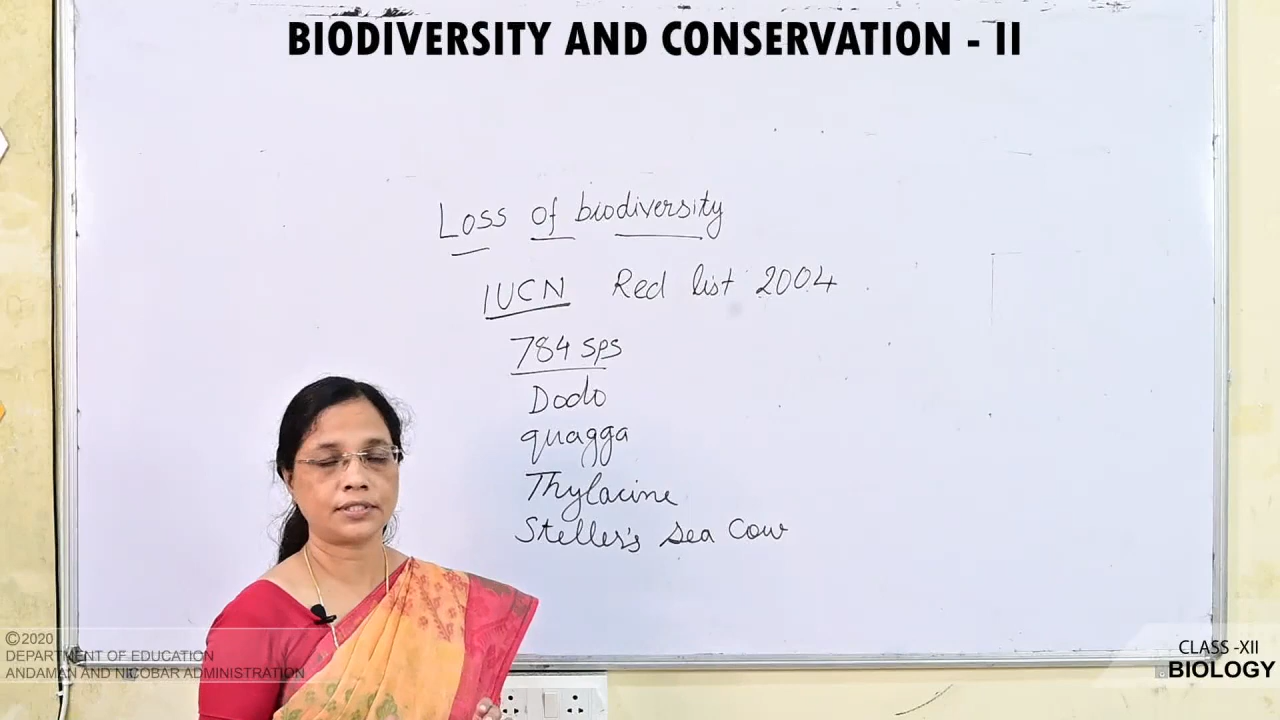 BIODIVERSITY AND CONSERVATION - II
Loss of biodiversity
IUCN Red list 2004
784 sps
Dodo
quagga
Thylacine
Steller's sea cow
©2020
DEPARTMENT OF EDUCATION
ANDAMAN AND NICOBAR ADMINISTRATION
CLASS -XII
BIOLOGY